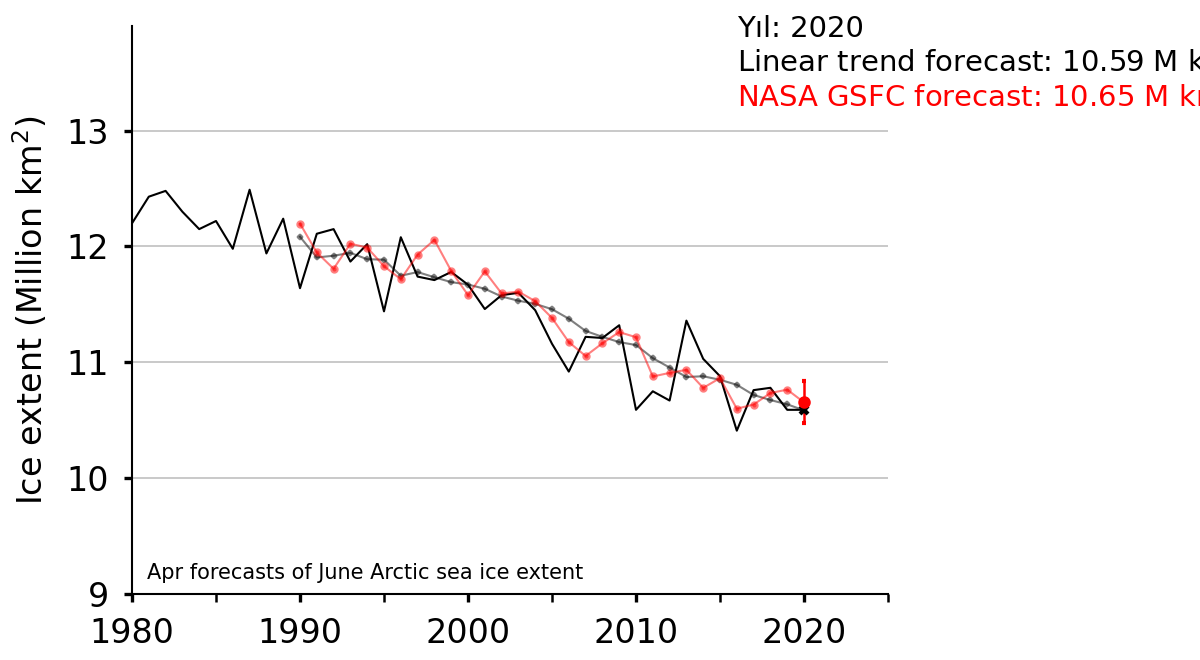 Yıl: 2020
Linear trend forecast: 10.59 M k
NASA GSFC forecast: 10.65 M km
Ice extent (Million km²)
13
12
11
10
9
Apr forecasts of June Arctic sea ice extent
1980 1990 2000 2010 2020